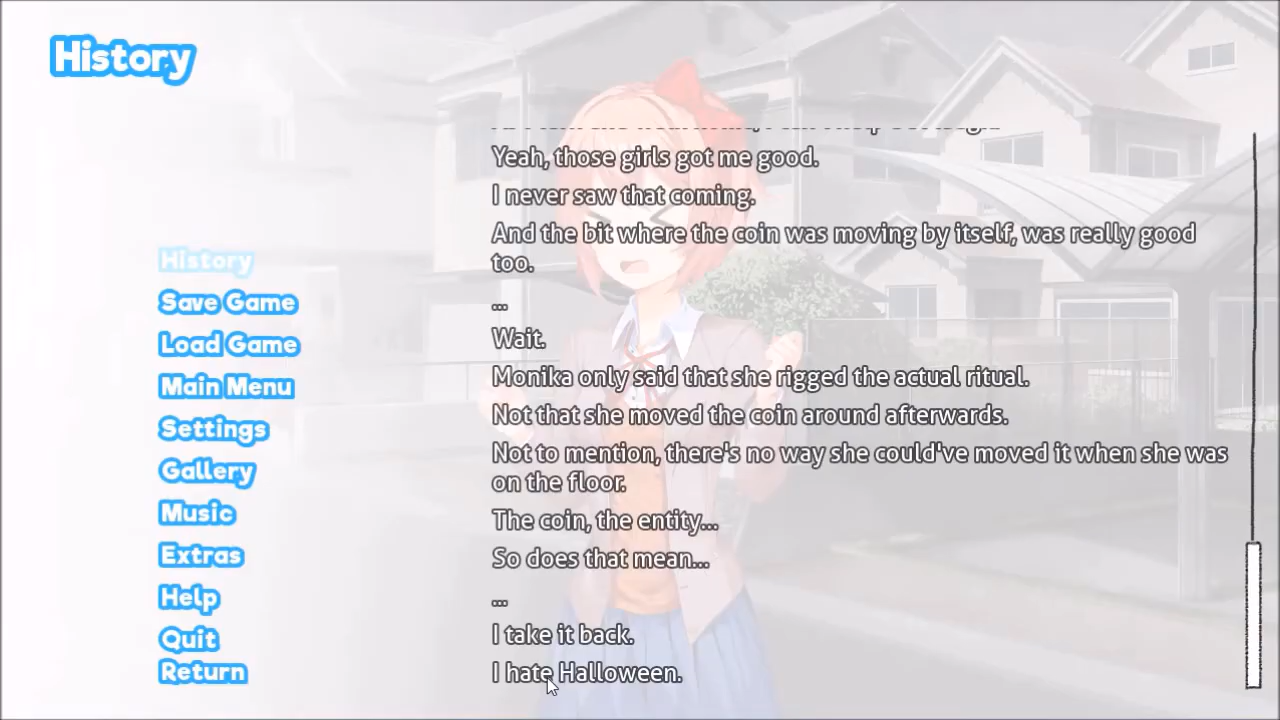 History
Yeah, those girls got me good.
I never saw that coming.
And the bit where the coin was moving by itself, was really good
too.
...
Wait.
Monika only said that she rigged the actual ritual.
Not that she moved the coin around afterwards.
Not to mention, there's no way she could've moved it when she was
on the floor.
The coin, the entity...
So does that mean...
...
I take it back.
I hate Halloween.
History
Save Game
Load Game
Main Menu
Settings
Gallery
Music
Extras
Help
Quit
Return